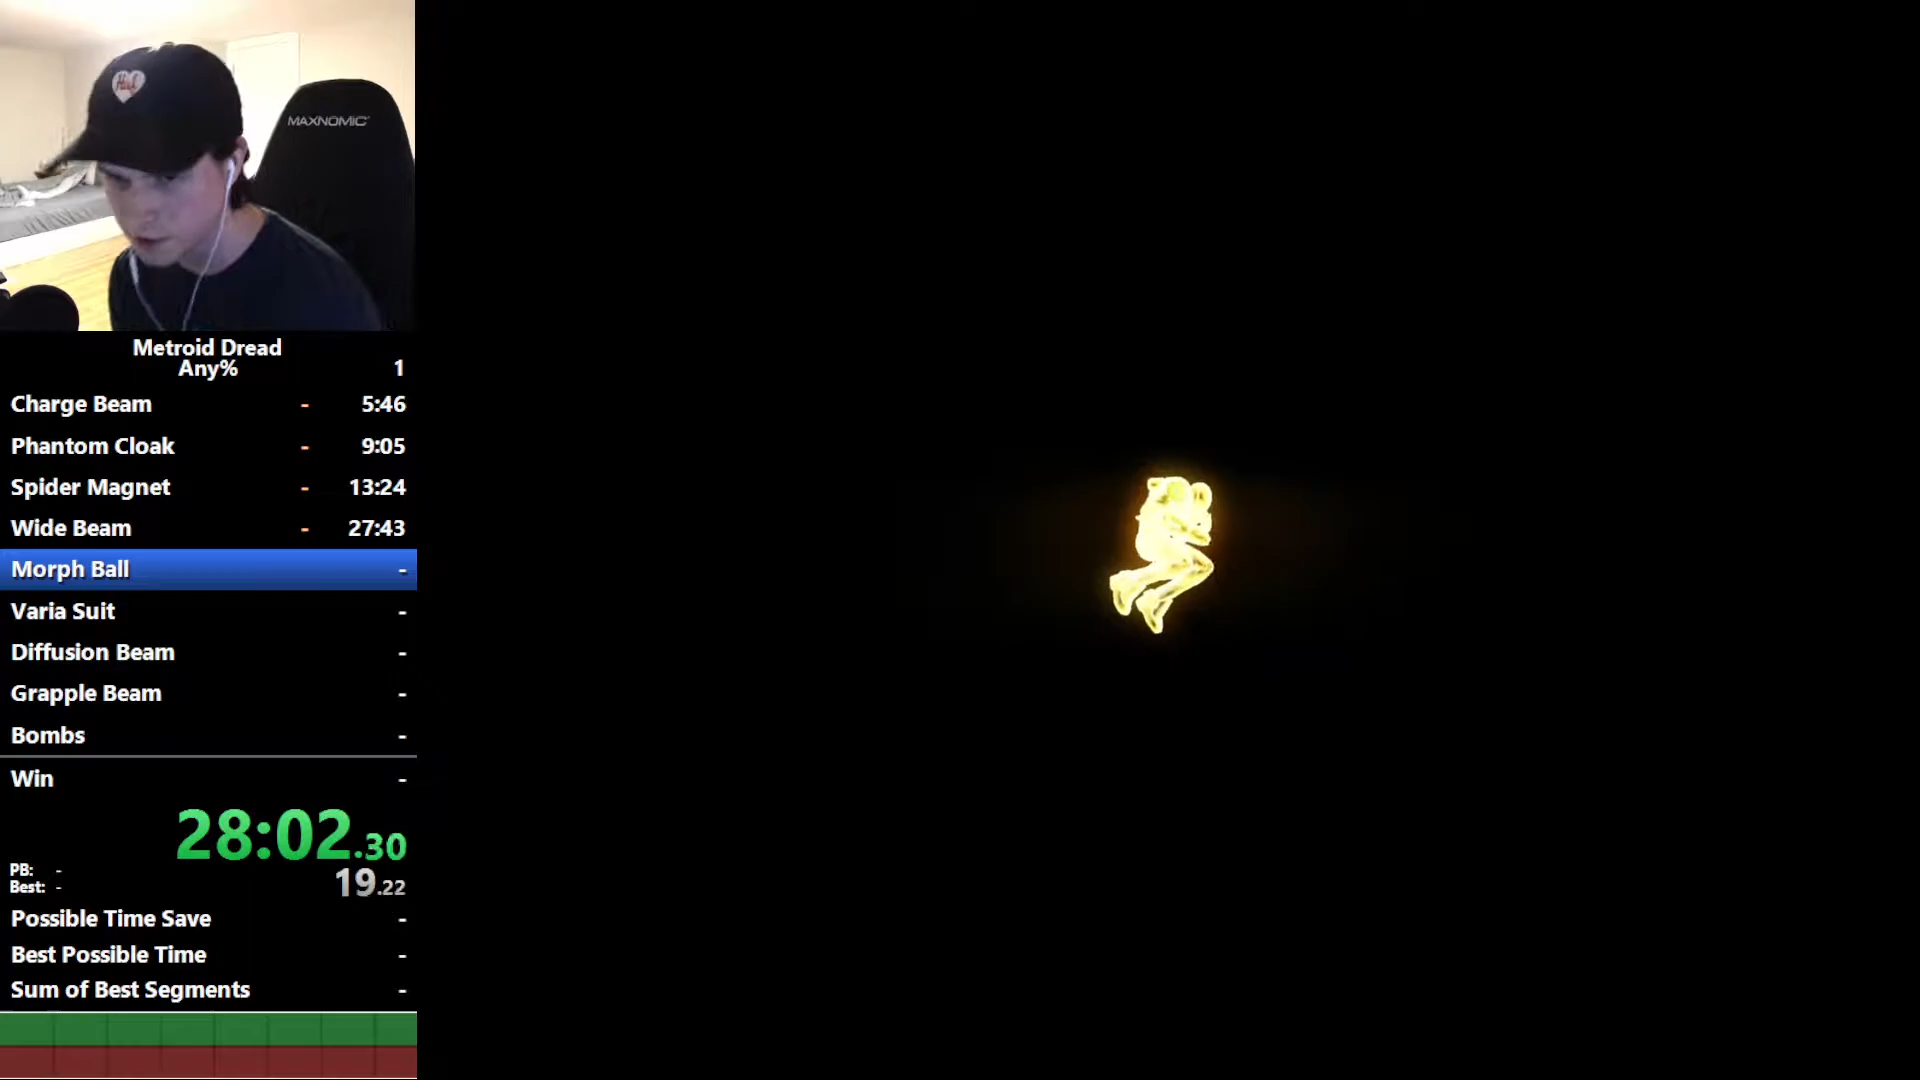 MAXNOMIC
Metroid Dread
Any% 1
Charge Beam - 5:46
Phantom Cloak - 9:05
Spider Magnet - 13:24
Wide Beam - 27:43
Morph Ball -
Varia Suit -
Diffusion Beam -
Grapple Beam -
Bombs -
Win -
28:02.30
PB: -
Best: -
19.22
Possible Time Save -
Best Possible Time -
Sum of Best Segments -